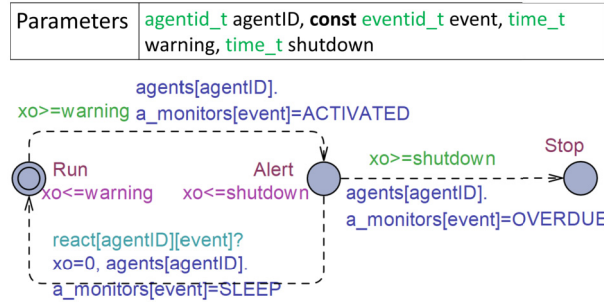 Parameters
agentid_t agentID, const eventid_t event, time_t
warning, time_t shutdown
agents[agentID].
xo>=warning
a_monitors[event]=ACTIVATED
Run
Alert
xo>=shutdown
Stop
xo<=warning
xo<=shutdown
agents[agentID].
a_monitors[event]=OVERDUE
react[agentID][event]?
xo=0, agents[agentID].
a_monitors[event]=SLEEP